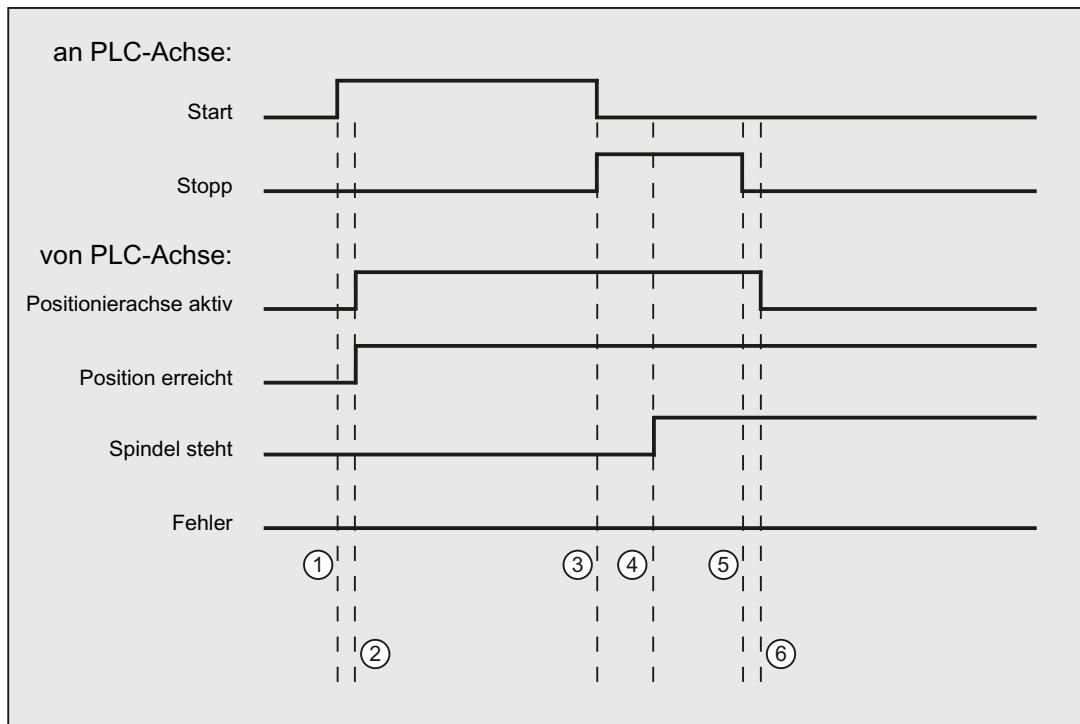 an PLC-Achse:
Start
Stopp
von PLC-Achse:
Positionierachse aktiv
Position erreicht
Spindel steht
Fehler
1 3 4 5
2 6